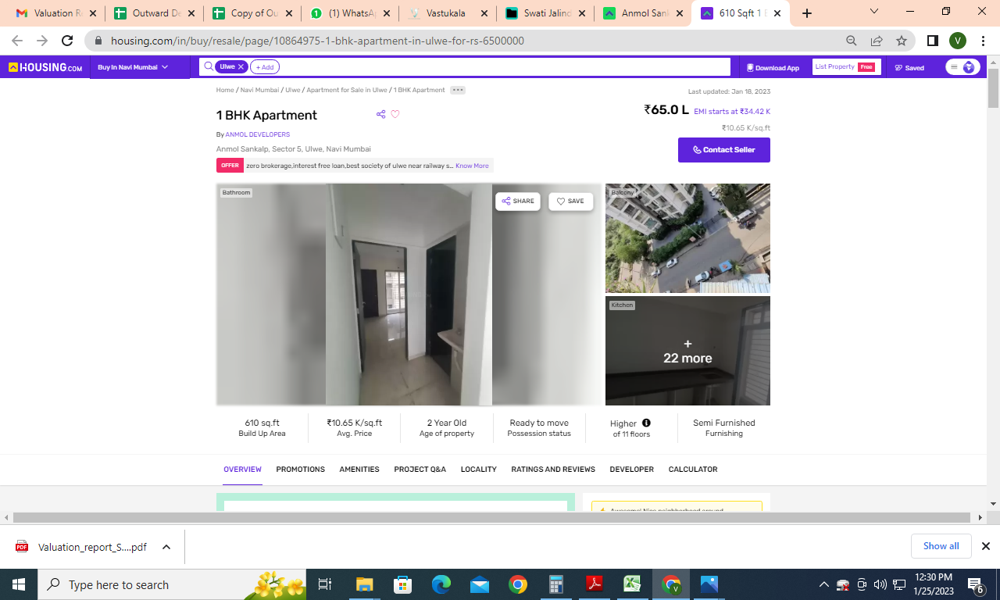 Valuation R
Outward De
Copy of Ou
(1) WhatsA
Vastukala
Swati Jalind
Anmol Sank
610 Sqft 1 B
housing.com/in/buy/resale/page/10864975-1-bhk-apartment-in-ulwe-for-rs-6500000
V
HOUSING.COM
Buy In Navi Mumbai
Ulwe
+ Add
Download App
List Property Free
Saved
Home / Navi Mumbai / Ulwe / Apartment for Sale in Ulwe / 1 BHK Apartment
Last updated: Jan 18, 2023
1 BHK Apartment
₹65.0 L EMI starts at ₹34.42 K
₹10.65 K/sq.ft
By ANMOL DEVELOPERS
Anmol Sankalp, Sector 5, Ulwe, Navi Mumbai
Contact Seller
OFFER zero brokerage,interest free loan,best society of ulwe near railway s... Know More
Bathroom
SHARE
SAVE
Balcony
Kitchen
+
22 more
610 sq.ft
Build Up Area
₹10.65 K/sq.ft
Avg. Price
2 Year Old
Age of property
Ready to move
Possession status
Higher
of 11 floors
Semi Furnished
Furnishing
OVERVIEW
PROMOTIONS
AMENITIES
PROJECT Q&A
LOCALITY
RATINGS AND REVIEWS
DEVELOPER
CALCULATOR
Awesome! Nice neighborhood around
PDF
Valuation_report_S....pdf
Show all
Type here to search
12:30 PM
1/25/2023
6